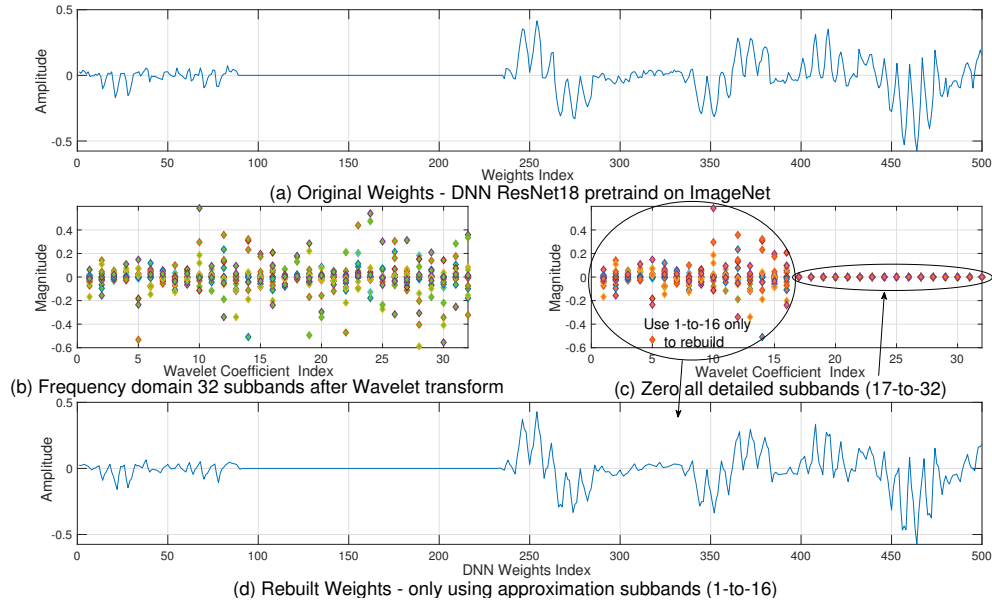 0.5
0
-0.5
Amplitude
0 50 100 150 200 250 300 350 400 450 500
Weights Index
(a) Original Weights - DNN ResNet18 pretraind on ImageNet
0.4
0.2
0
-0.2
-0.4
-0.6
Magnitude
0 5 10 15 20 25 30
Wavelet Coefficient Index
(b) Frequency domain 32 subbands after Wavelet transform
0.4
0.2
0
-0.2
-0.4
-0.6
Magnitude
Use 1-to-16 only
to rebuild
0 5 10 15 20 25 30
Wavelet Coefficient Index
(c) Zero all detailed subbands (17-to-32)
0.5
0
-0.5
Amplitude
0 50 100 150 200 250 300 350 400 450 500
DNN Weights Index
(d) Rebuilt Weights - only using approximation subbands (1-to-16)